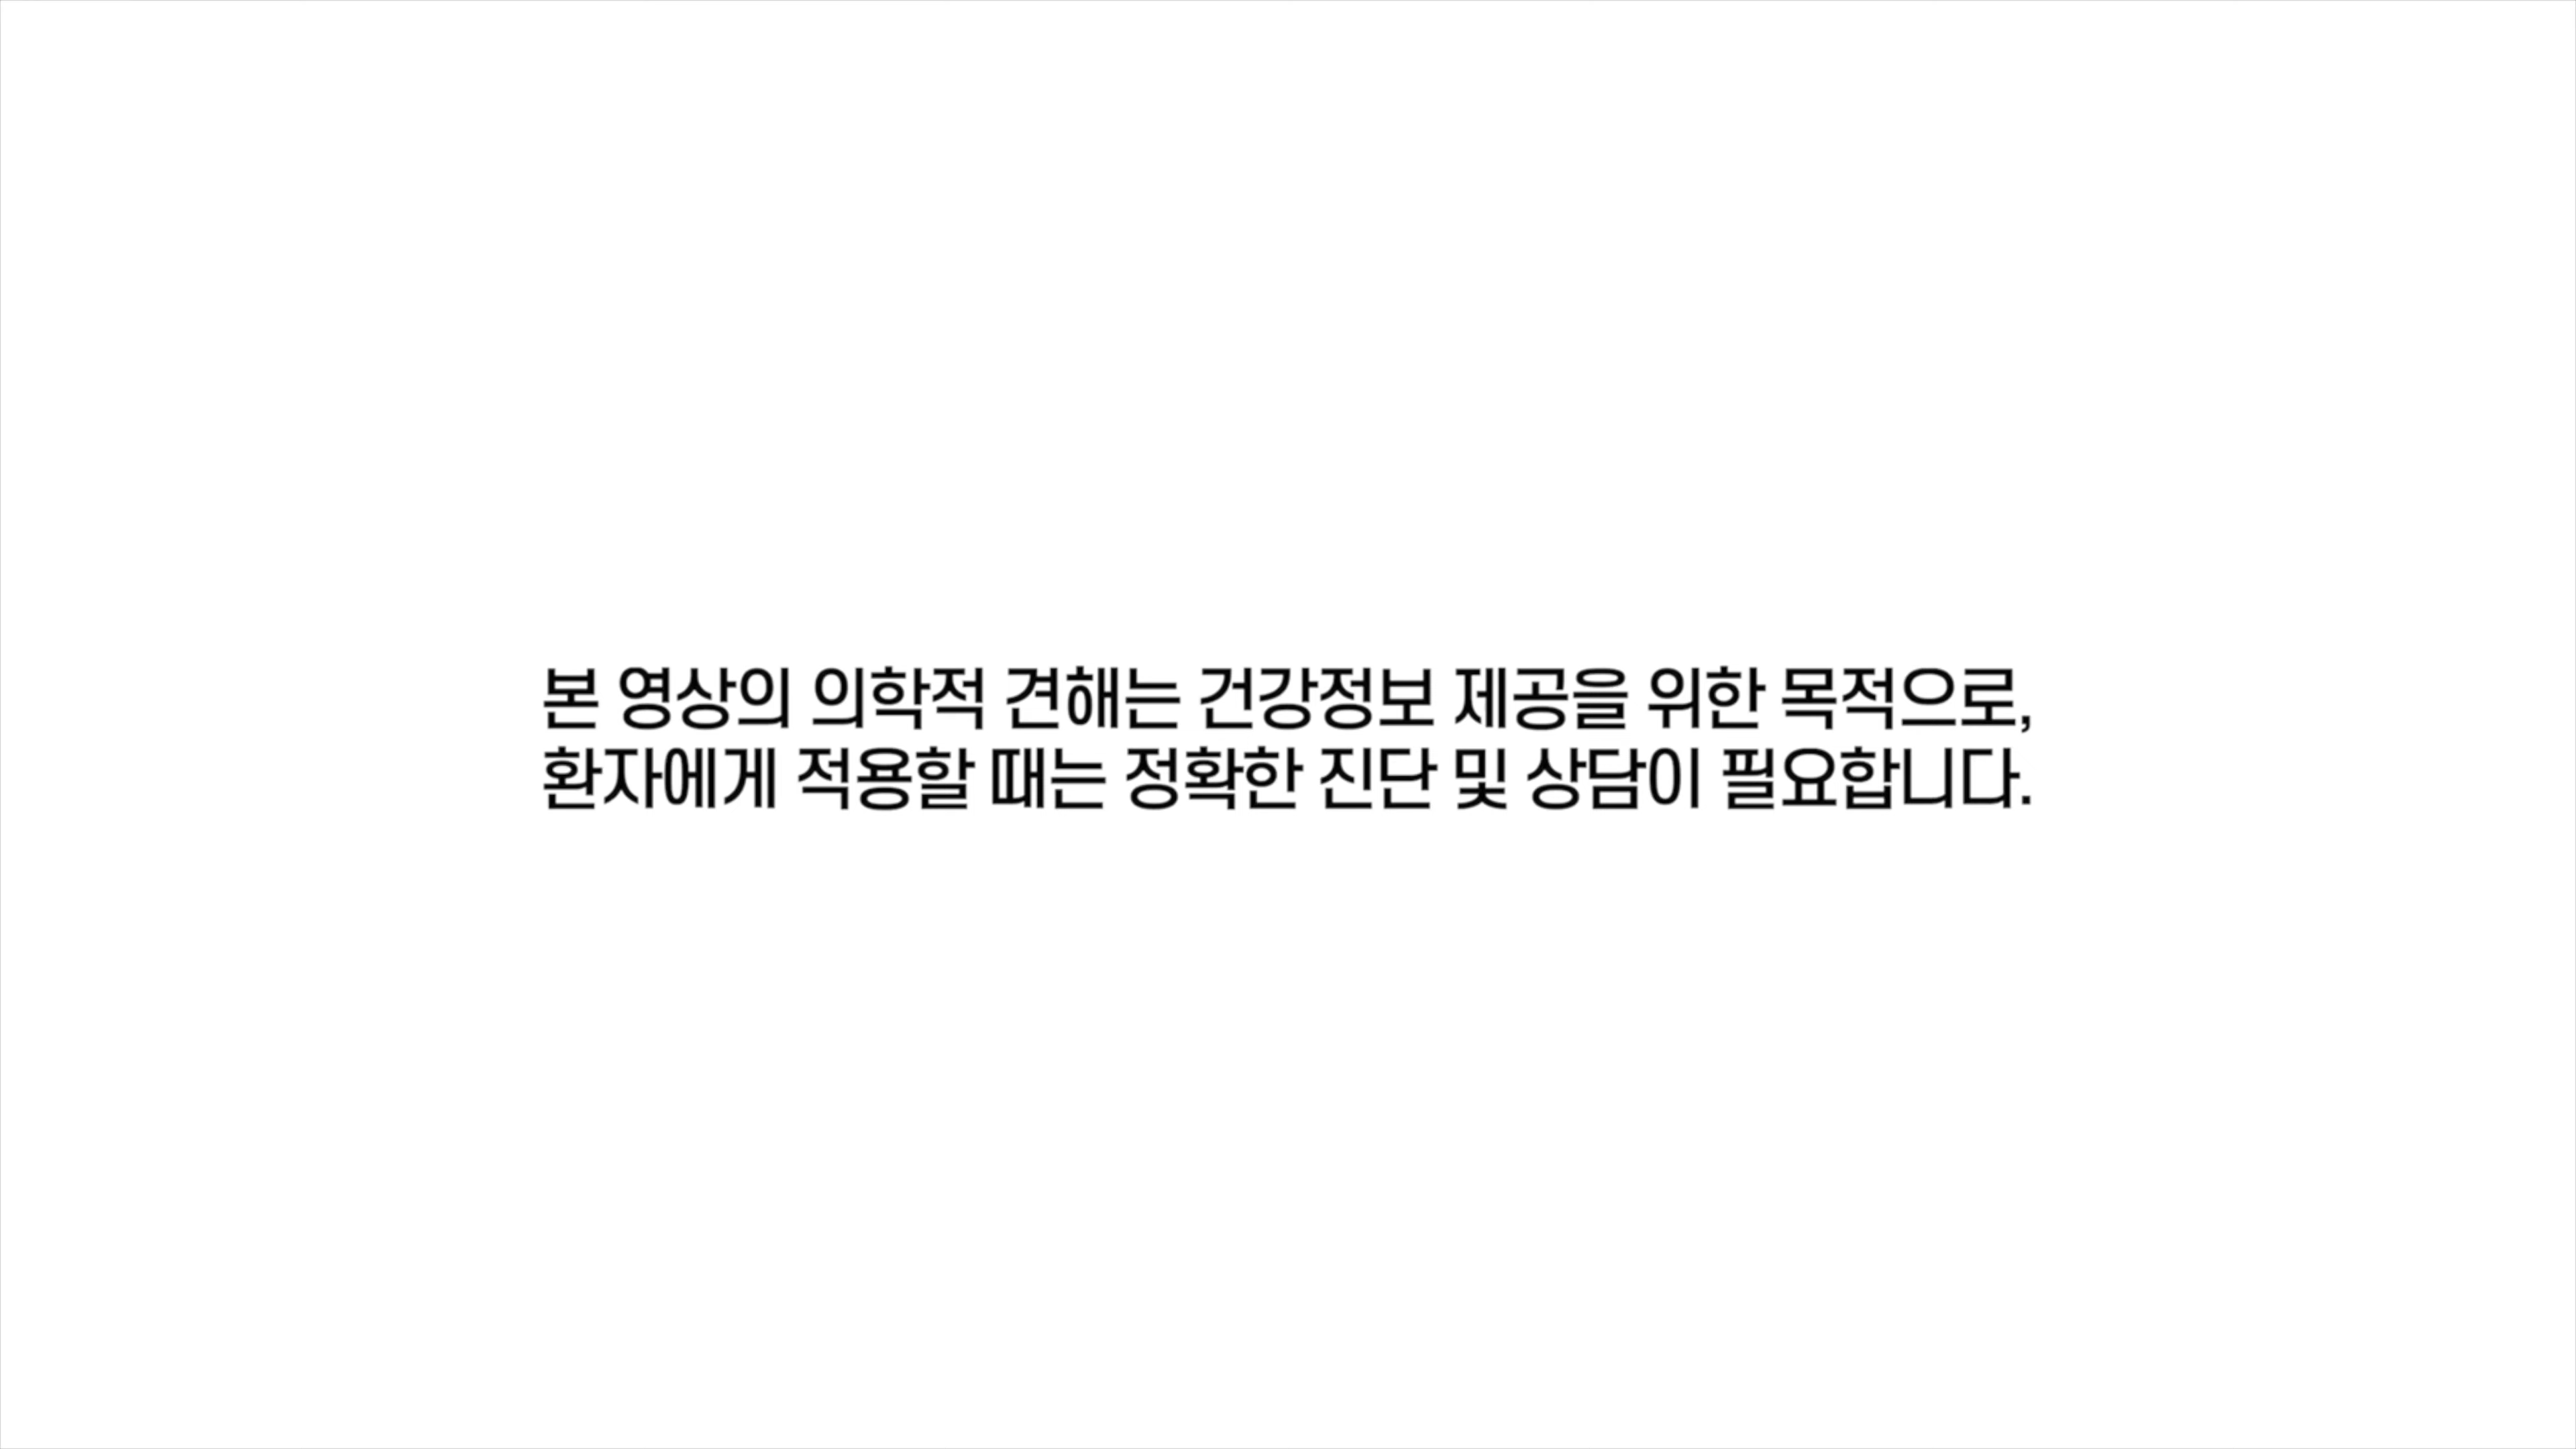 본 영상의 의학적 견해는 건강정보 제공을 위한 목적으로,
환자에게 적용할 때는 정확한 진단 및 상담이 필요합니다.